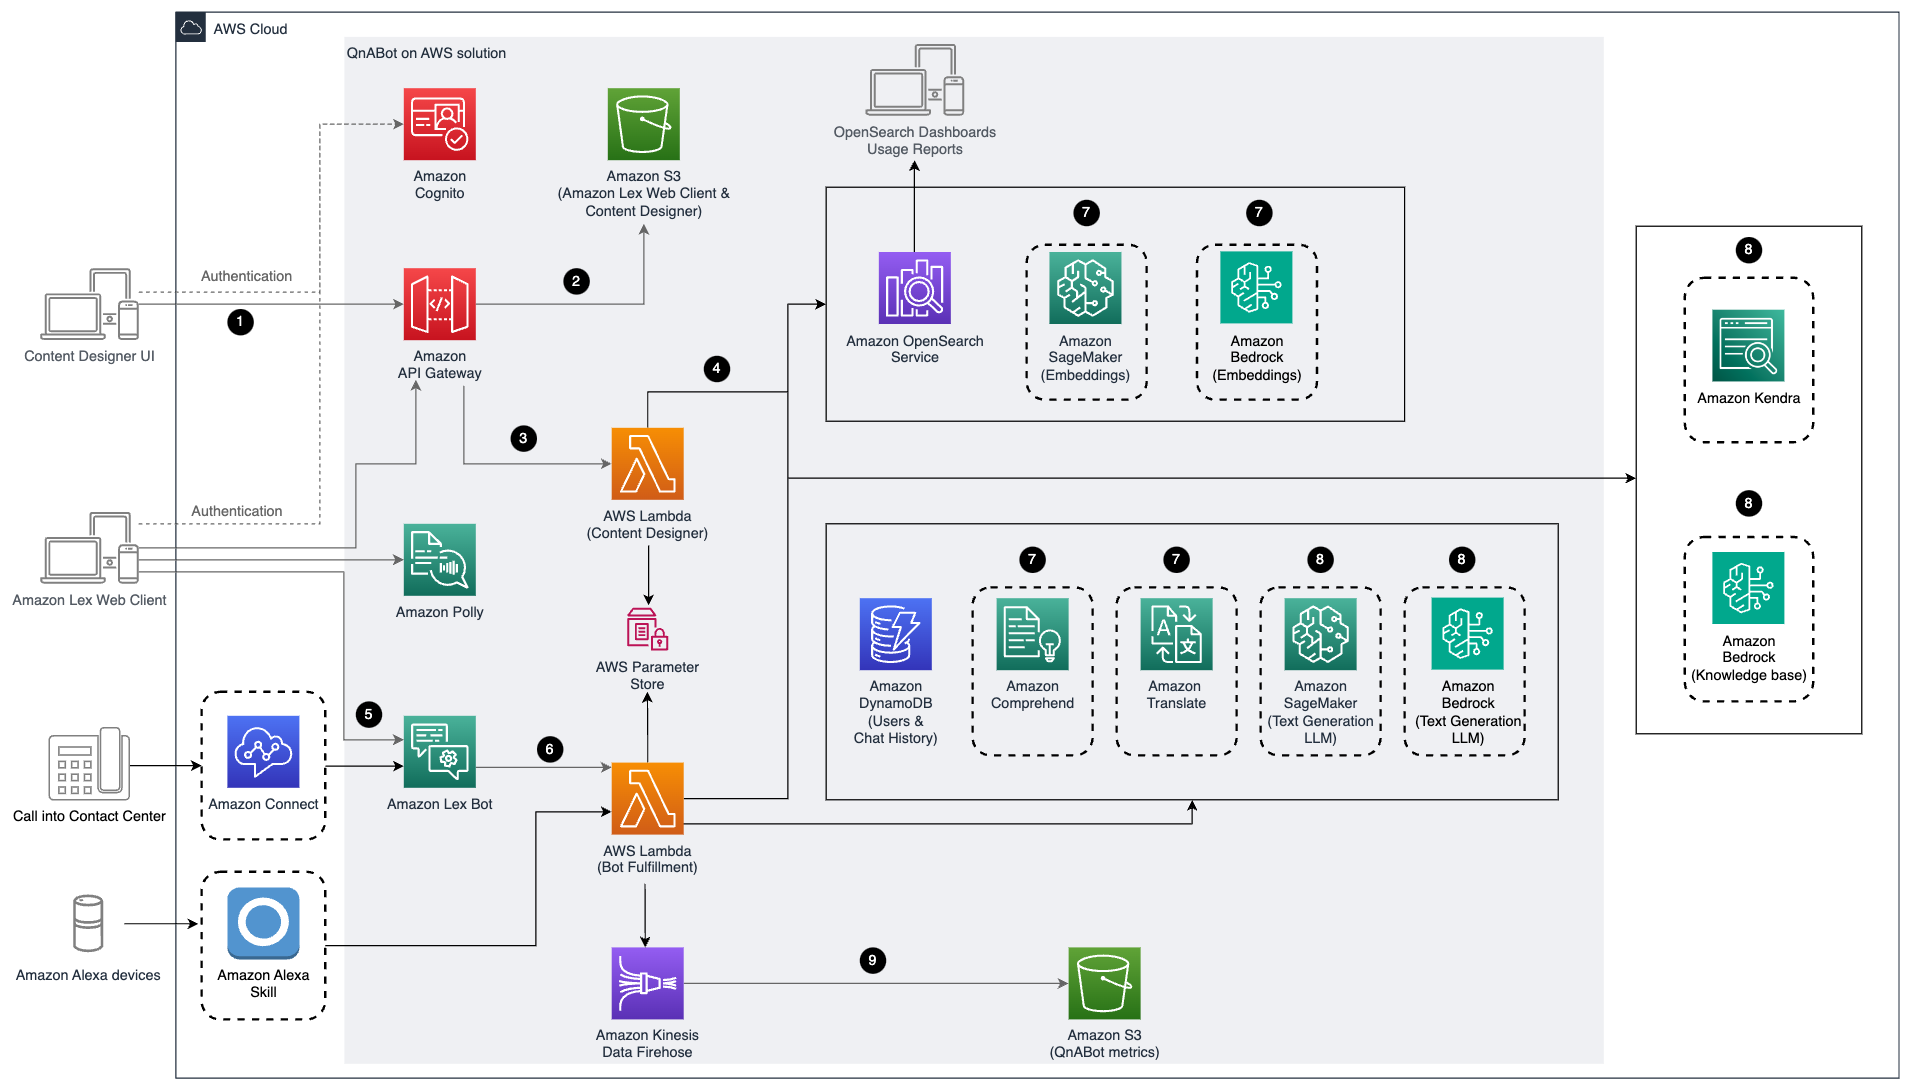 AWS Cloud
QnABot on AWS solution
Amazon
Cognito
Amazon S3
(Amazon Lex Web Client &
Content Designer)
OpenSearch Dashboards
Usage Reports
Authentication
1
Content Designer UI
Amazon
API Gateway
2
3
4
7
7
Amazon OpenSearch
Service
Amazon
SageMaker
(Embeddings)
Amazon
Bedrock
(Embeddings)
8
Amazon Kendra
8
Amazon
Bedrock
(Knowledge base)
Authentication
Amazon Lex Web Client
Amazon Polly
AWS Lambda
(Content Designer)
AWS Parameter
Store
7
7
8
8
Amazon
DynamoDB
(Users &
Chat History)
Amazon
Comprehend
Amazon
Translate
Amazon
SageMaker
(Text Generation
LLM)
Amazon
Bedrock
(Text Generation
LLM)
5
6
Call into Contact Center
Amazon Connect
Amazon Lex Bot
AWS Lambda
(Bot Fulfillment)
Amazon Alexa devices
Amazon Alexa
Skill
9
Amazon Kinesis
Data Firehose
Amazon S3
(QnABot metrics)